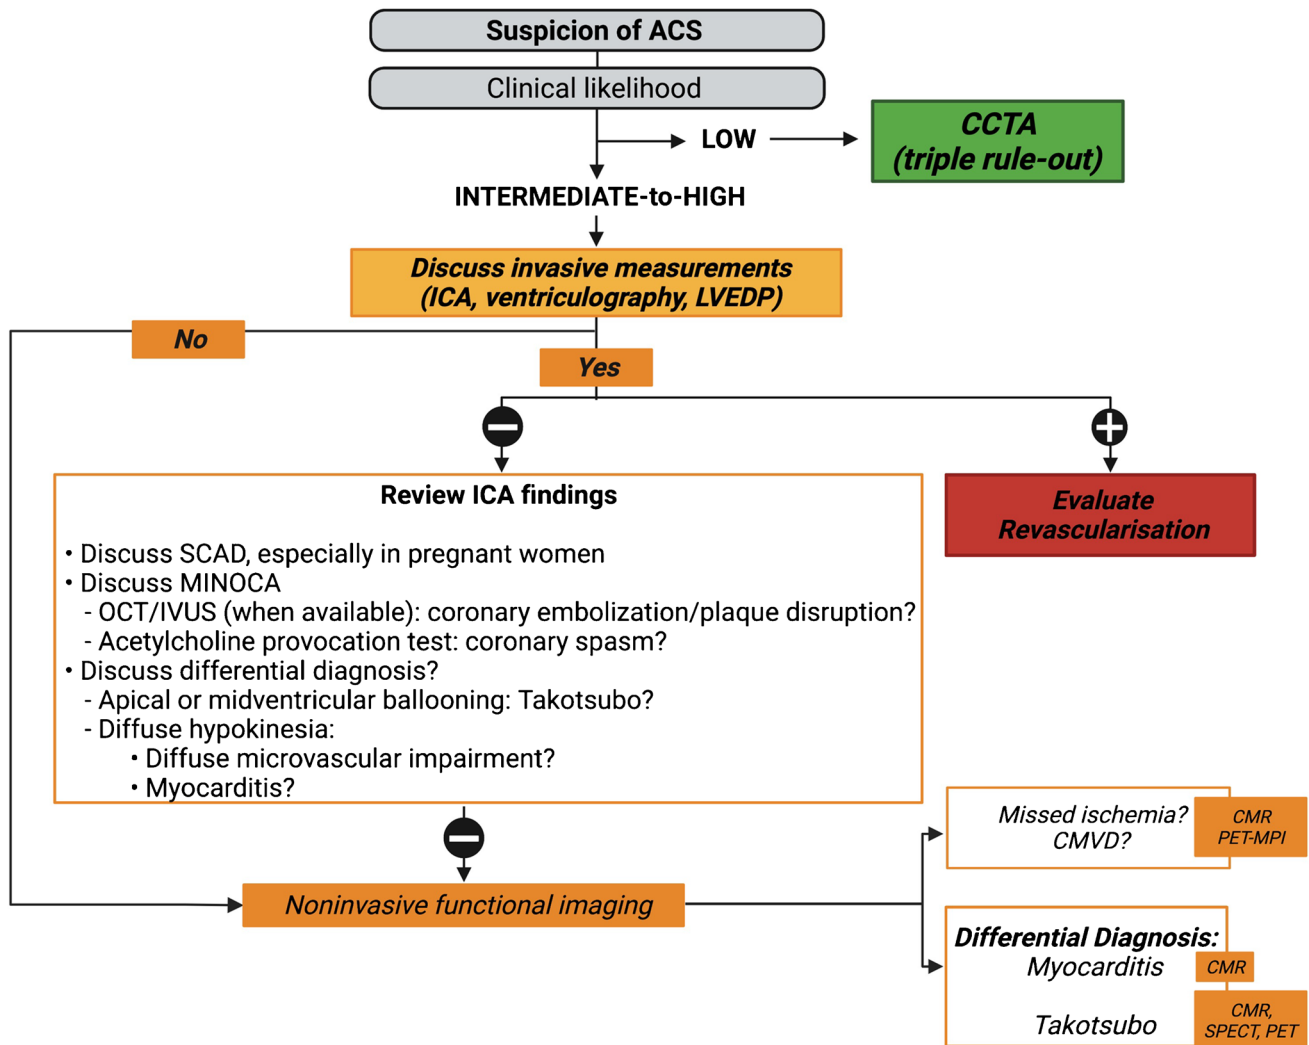 Suspicion of ACS
Clinical likelihood
LOW
CCTA
(triple rule-out)
INTERMEDIATE-to-HIGH
Discuss invasive measurements
(ICA, ventriculography, LVEDP)
No
Yes
Review ICA findings
• Discuss SCAD, especially in pregnant women
• Discuss MINOCA
- OCT/IVUS (when available): coronary embolization/plaque disruption?
- Acetylcholine provocation test: coronary spasm?
• Discuss differential diagnosis?
- Apical or midventricular ballooning: Takotsubo?
- Diffuse hypokinesia:
• Diffuse microvascular impairment?
• Myocarditis?
Evaluate
Revascularisation
Noninvasive functional imaging
Missed ischemia?
CMVD?
CMR
PET-MPI
Differential Diagnosis:
Myocarditis
CMR
Takotsubo
CMR,
SPECT, PET